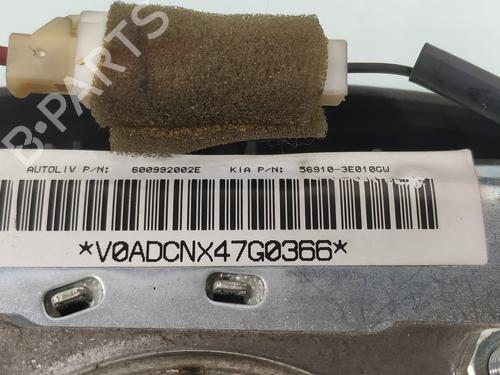 B-PARTS
AUTOLIV P/N: 600992002E KIA P/N: 56910-3E010GW
*V0ADCNX47G0366*